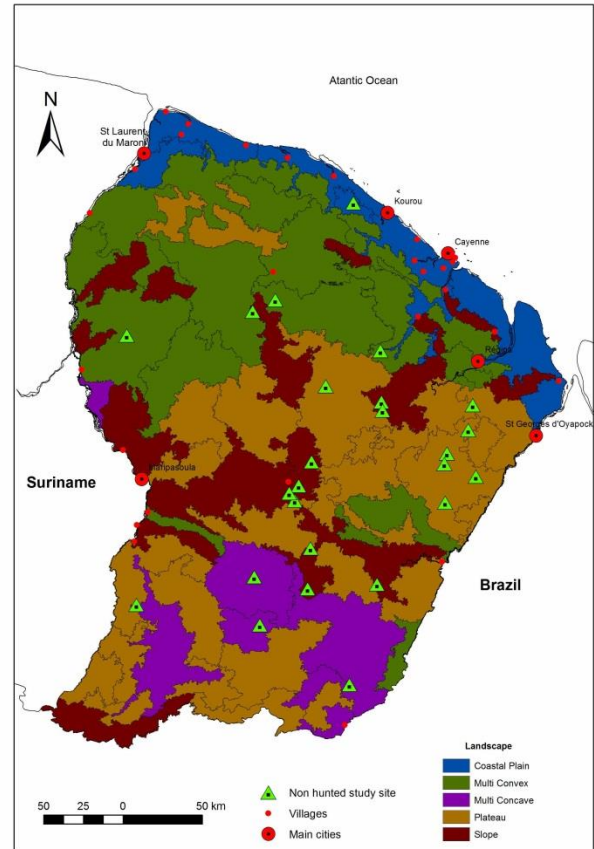 Atantic Ocean
N
St Laurent
du Maroni
Kourou
Cayenne
Régina
St Georges d'Oyapock
Maripasoula
Suriname
Brazil
Landscape
Coastal Plain
Multi Convex
Multi Concave
Plateau
Slope
Non hunted study site
Villages
Main cities
50 25 0 50 km